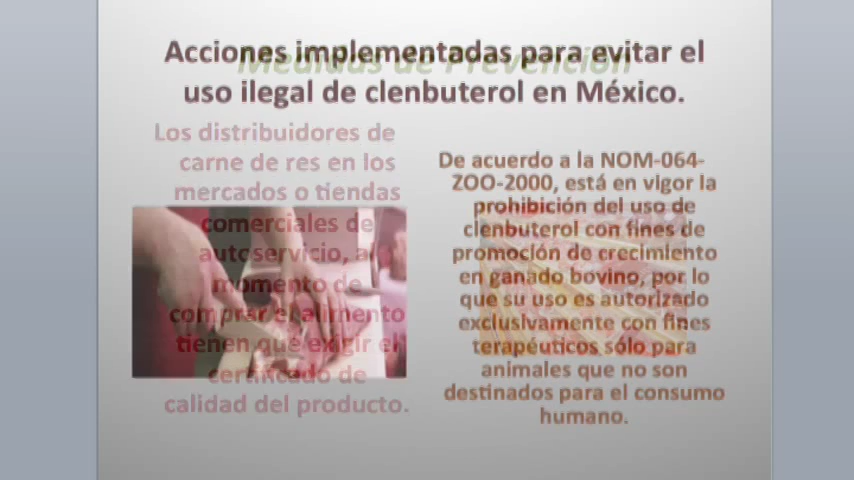 Acciones implementadas para evitar el
uso ilegal de clenbuterol en México.
Medidas de Prevención
Los distribuidores de
carne de res en los
mercados o tiendas
comerciales de
autoservicio, al
momento de
comprar el alimento
tienen que exigir el
certificado de
calidad del producto.
De acuerdo a la NOM-064-
ZOO-2000, está en vigor la
prohibición del uso de
clenbuterol con fines de
promoción de crecimiento
en ganado bovino, por lo
que su uso es autorizado
exclusivamente con fines
terapéuticos sólo para
animales que no son
destinados para el consumo
humano.